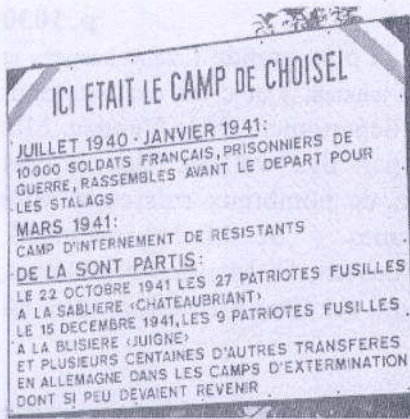 p. 1030
ICI ETAIT LE CAMP DE CHOISEL
JUILLET 1940 - JANVIER 1941:
10000 SOLDATS FRANÇAIS, PRISONNIERS DE
GUERRE, RASSEMBLES AVANT LE DEPART POUR
LES STALAGS
MARS 1941:
CAMP D'INTERNEMENT DE RESISTANTS
DE LA SONT PARTIS:
LE 22 OCTOBRE 1941 LES 27 PATRIOTES FUSILLES
A LA SABLIERE ‹CHATEAUBRIANT›
LE 15 DECEMBRE 1941, LES 9 PATRIOTES FUSILLES
A LA BLISIERE ‹JUIGNE›
ET PLUSIEURS CENTAINES D'AUTRES TRANSFERES
EN ALLEMAGNE DANS LES CAMPS D'EXTERMINATION
DONT SI PEU DEVAIENT REVENIR